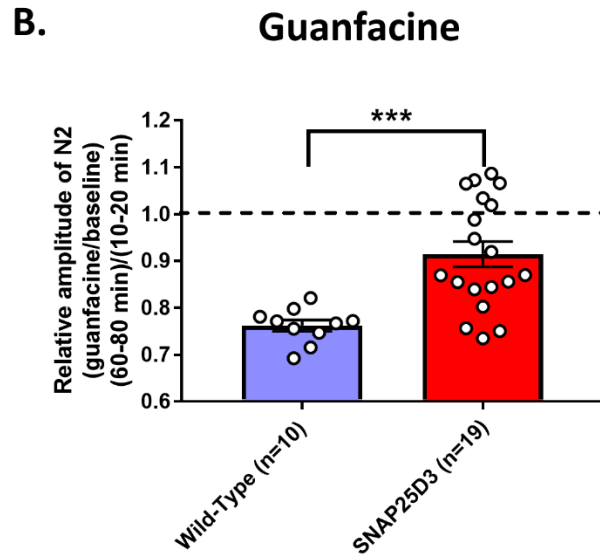 B.
Guanfacine
Relative amplitude of N2
(guanfacine/baseline)
(60-80 min)/(10-20 min)
***
1.2
1.1
1.0
0.9
0.8
0.7
0.6
Wild-Type (n=10)
SNAP25D3 (n=19)